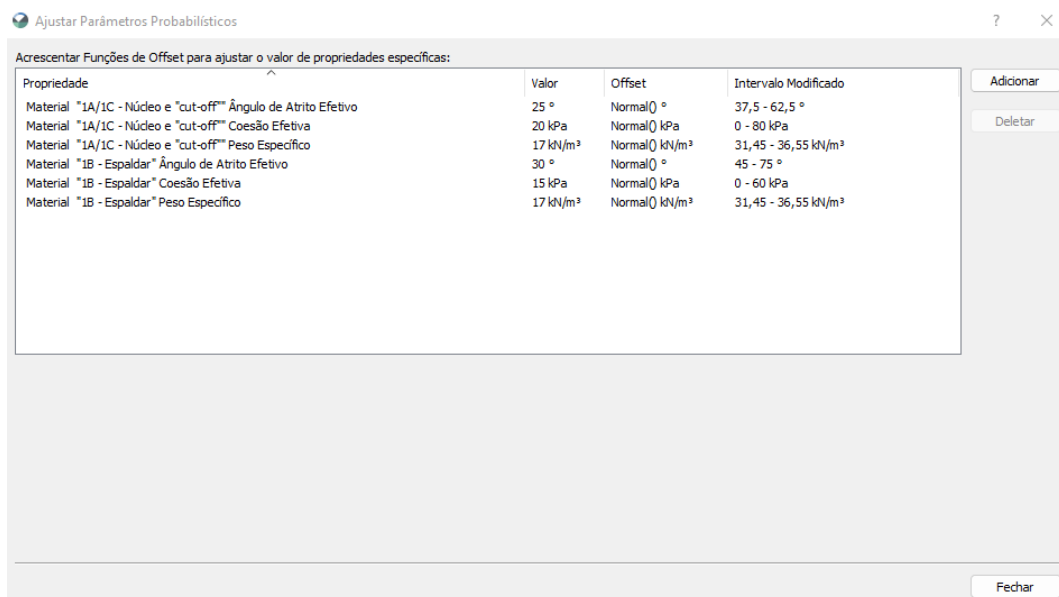 Ajustar Parâmetros Probabilísticos
?
Acrescentar Funções de Offset para ajustar o valor de propriedades específicas:
Propriedade Valor Offset Intervalo Modificado
Adicionar
Material "1A/1C - Núcleo e "cut-off"" Ângulo de Atrito Efetivo 25 º Normal() º 37,5 - 62,5 º
Deletar
Material "1A/1C - Núcleo e "cut-off"" Coesão Efetiva 20 kPa Normal() kPa 0 - 80 kPa
Material "1A/1C - Núcleo e "cut-off"" Peso Específico 17 kN/m³ Normal() kN/m³ 31,45 - 36,55 kN/m³
Material "1B - Espaldar" Ângulo de Atrito Efetivo 30 º Normal() º 45 - 75 º
Material "1B - Espaldar" Coesão Efetiva 15 kPa Normal() kPa 0 - 60 kPa
Material "1B - Espaldar" Peso Específico 17 kN/m³ Normal() kN/m³ 31,45 - 36,55 kN/m³
Fechar